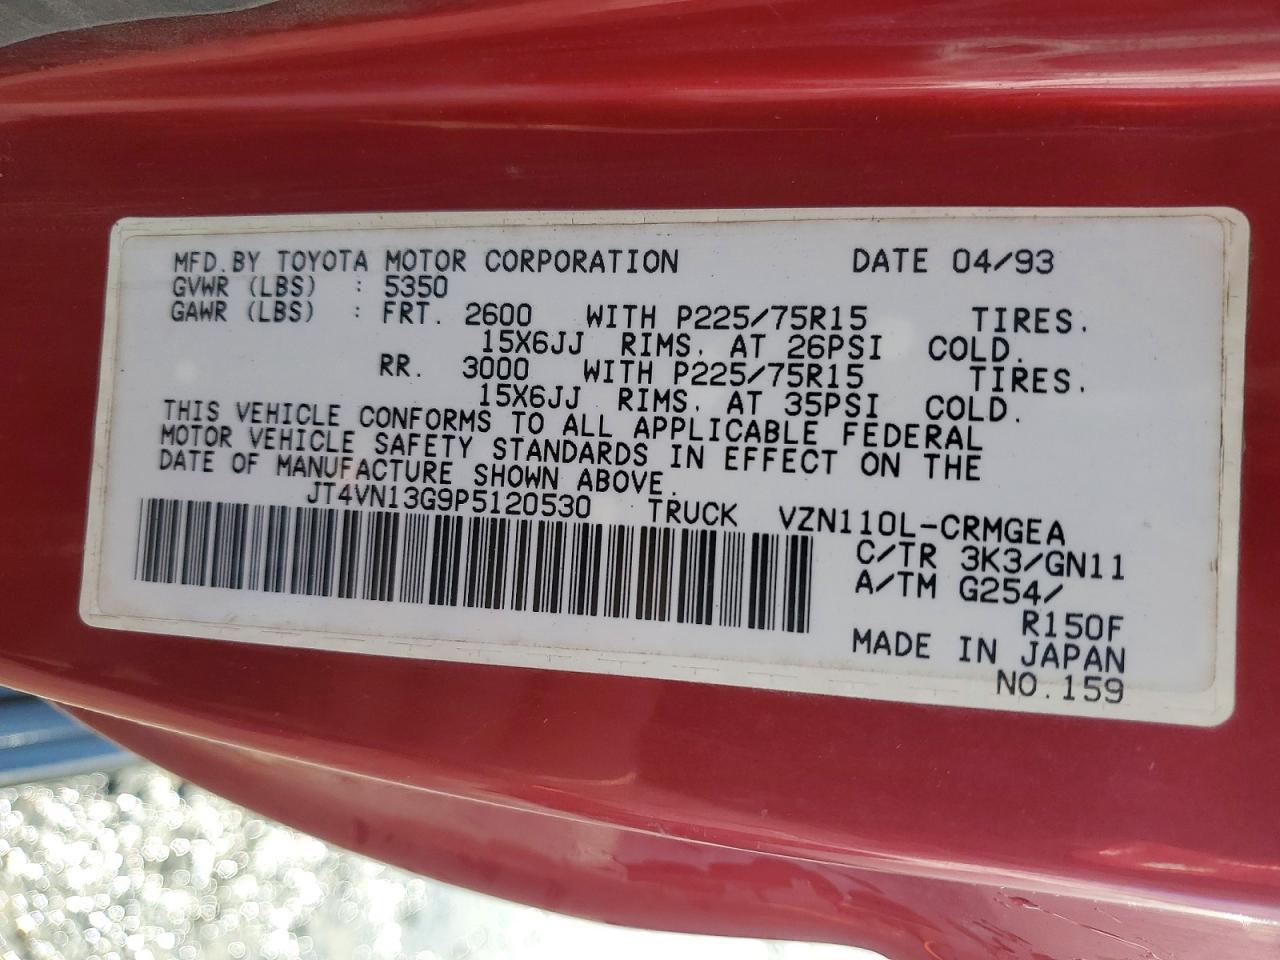 MFD.BY TOYOTA MOTOR CORPORATION DATE 04/93
GVWR (LBS) : 5350
GAWR (LBS) : FRT. 2600 WITH P225/75R15 TIRES.
15X6JJ RIMS, AT 26PSI COLD.
RR. 3000 WITH P225/75R15 TIRES.
15X6JJ RIMS, AT 35PSI COLD.
THIS VEHICLE CONFORMS TO ALL APPLICABLE FEDERAL
MOTOR VEHICLE SAFETY STANDARDS IN EFFECT ON THE
DATE OF MANUFACTURE SHOWN ABOVE.
JT4VN13G9P5120530 TRUCK VZN110L-CRMGEA
C/TR 3K3/GN11
A/TM G254/
R150F
MADE IN JAPAN
NO.159